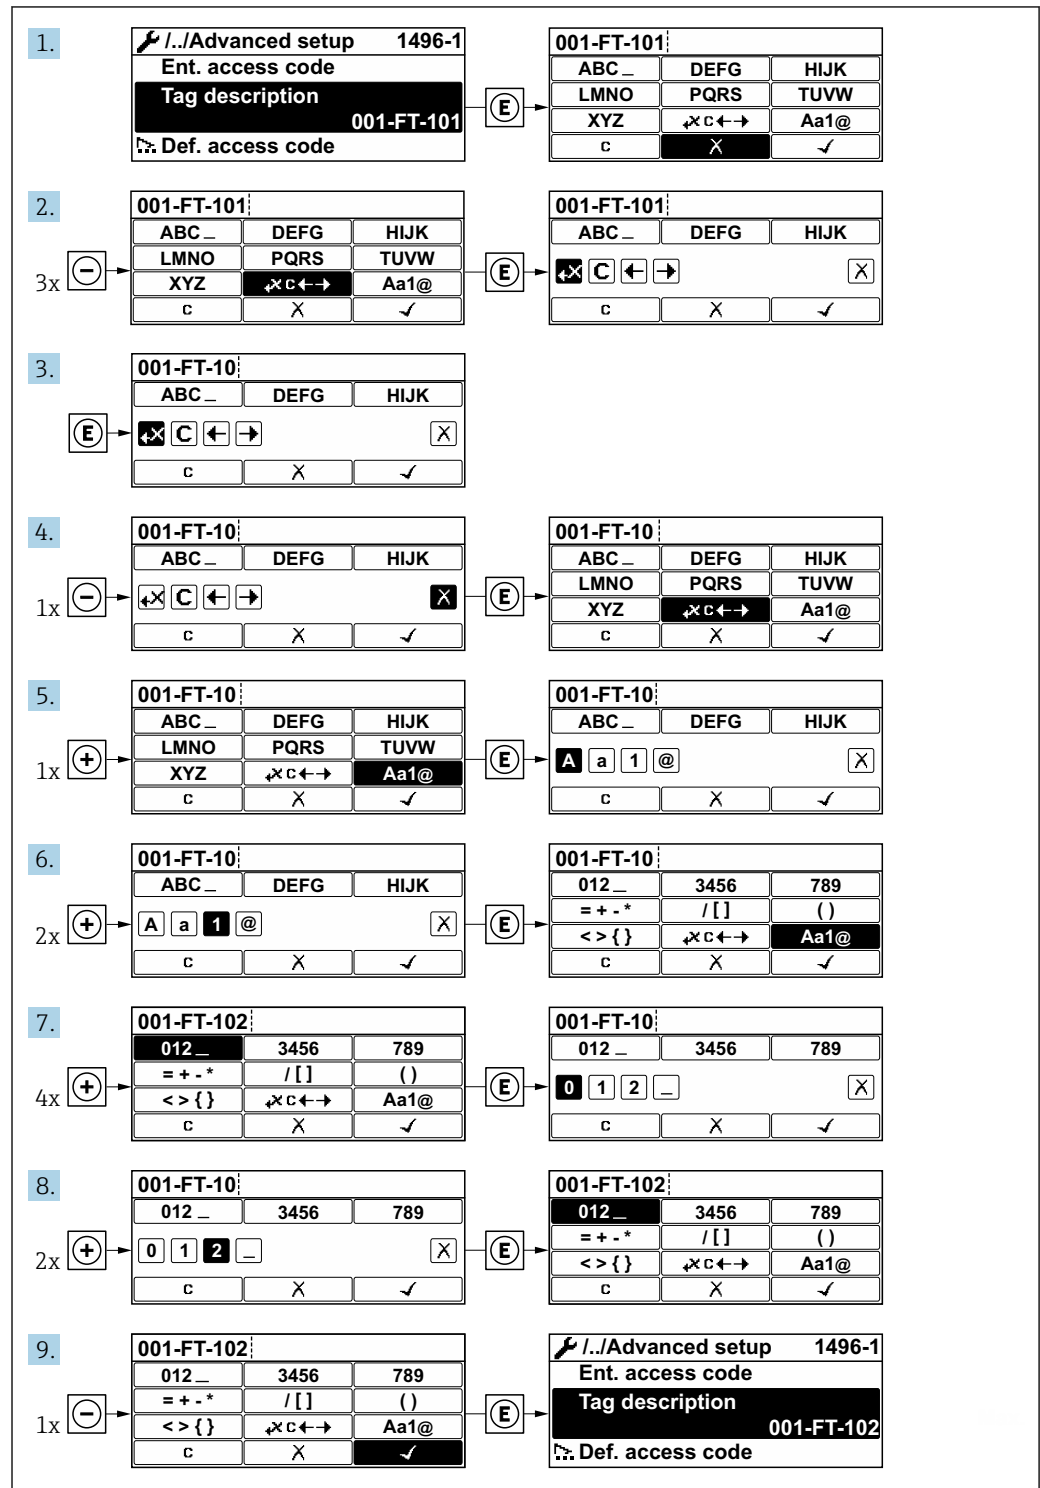 1.
/../Advanced setup 1496-1
Ent. access code
Tag description
001-FT-101
Def. access code
E
001-FT-101
ABC_ DEFG HIJK
LMNO PQRS TUVW
XYZ C←→ Aa1@
C X ✓
2.
3x −
001-FT-101
ABC_ DEFG HIJK
LMNO PQRS TUVW
XYZ C←→ Aa1@
C X ✓
E
001-FT-101
ABC_ DEFG HIJK
C ← → X
C X ✓
3.
E
001-FT-10
ABC_ DEFG HIJK
C ← → X
C X ✓
4.
1x −
001-FT-10
ABC_ DEFG HIJK
C ← → X
C X ✓
E
001-FT-10
ABC_ DEFG HIJK
LMNO PQRS TUVW
XYZ C←→ Aa1@
C X ✓
5.
1x +
001-FT-10
ABC_ DEFG HIJK
LMNO PQRS TUVW
XYZ C←→ Aa1@
C X ✓
E
001-FT-10
ABC_ DEFG HIJK
A a 1 @ X
C X ✓
6.
2x +
001-FT-10
ABC_ DEFG HIJK
A a 1 @ X
C X ✓
E
001-FT-10
012_ 3456 789
= + - * / [ ] ( )
< > { } C←→ Aa1@
C X ✓
7.
4x +
001-FT-102
012_ 3456 789
= + - * / [ ] ( )
< > { } C←→ Aa1@
C X ✓
E
001-FT-10
012_ 3456 789
0 1 2 _ X
C X ✓
8.
2x +
001-FT-10
012_ 3456 789
0 1 2 _ X
C X ✓
E
001-FT-102
012_ 3456 789
= + - * / [ ] ( )
< > { } C←→ Aa1@
C X ✓
9.
1x −
001-FT-102
012_ 3456 789
= + - * / [ ] ( )
< > { } C←→ Aa1@
C X ✓
E
/../Advanced setup 1496-1
Ent. access code
Tag description
001-FT-102
Def. access code